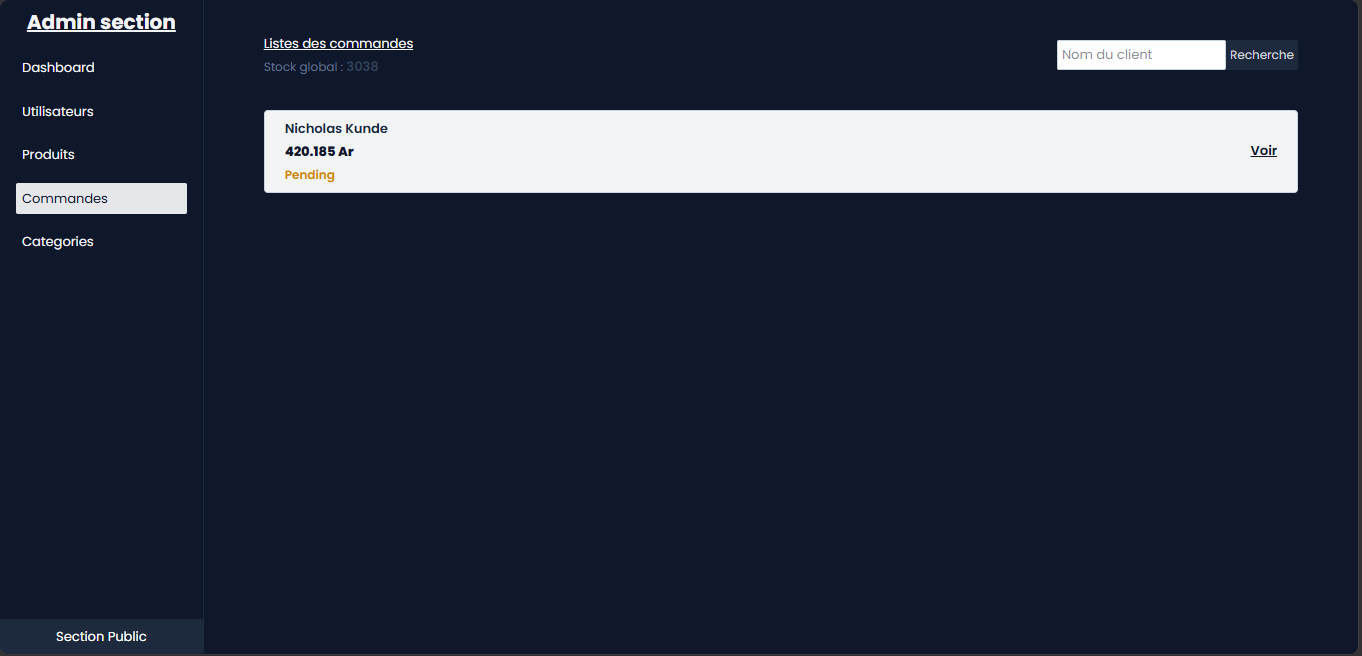 Admin section
Dashboard
Utilisateurs
Produits
Commandes
Categories
Section Public
Listes des commandes
Stock global : 3038
Nom du client
Recherche
Nicholas Kunde
420.185 Ar
Pending
Voir